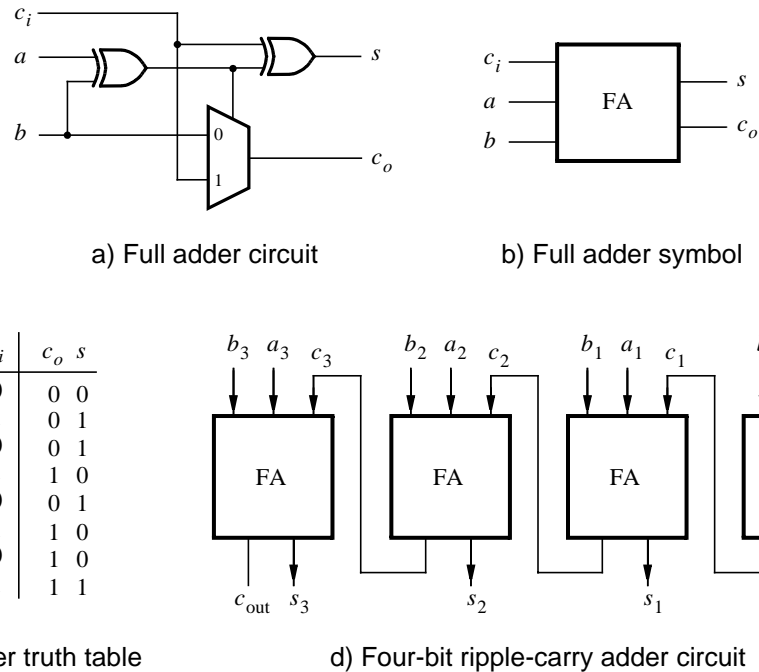 c_i
a
b
0
1
s
c_o
a) Full adder circuit
c_i
a
b
FA
s
c_o
b) Full adder symbol
i c_o s
0 0
0 1
0 1
1 0
0 1
1 0
1 0
1 1
truth table
b_3 a_3 c_3 b_2 a_2 c_2 b_1 a_1 c_1
FA FA FA
c_out s_3 s_2 s_1
d) Four-bit ripple-carry adder circuit